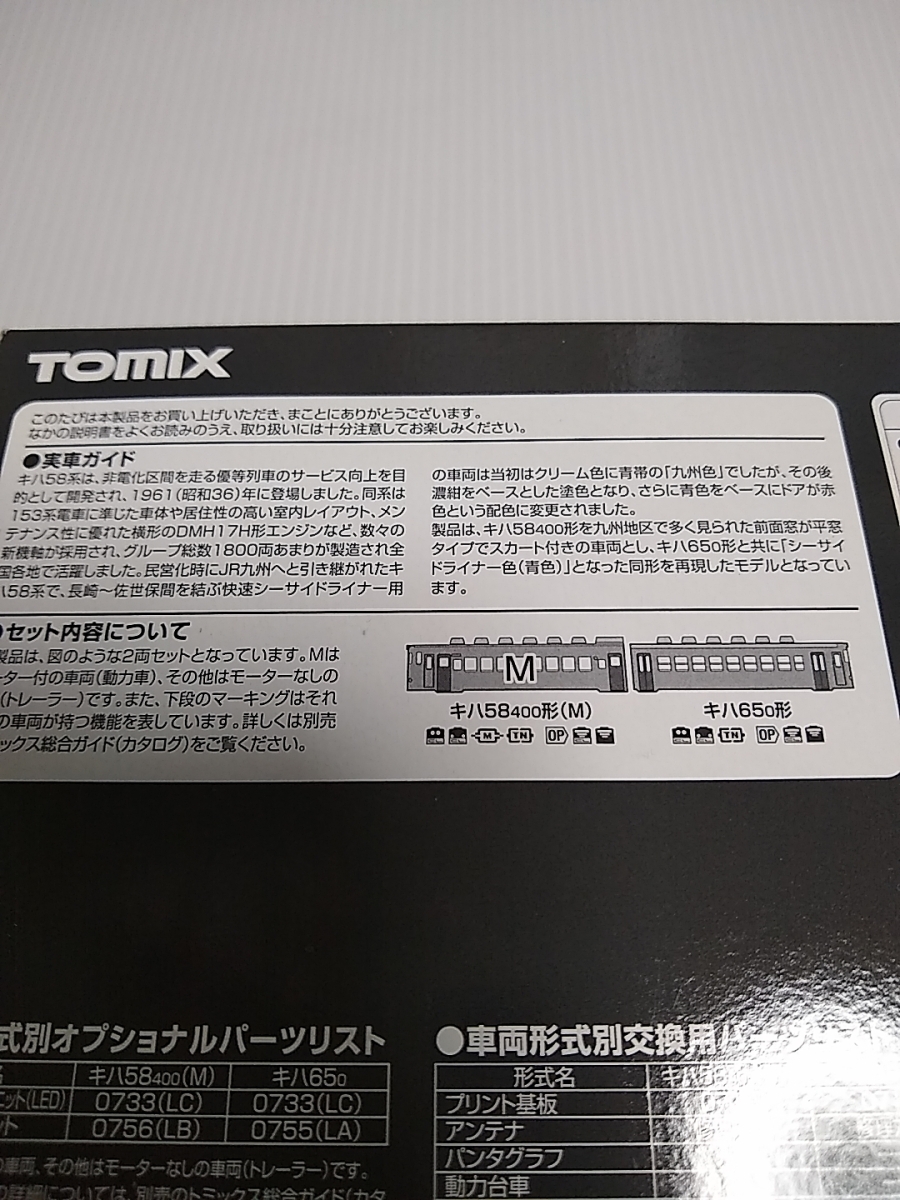 TOMIX
このたびは本製品をお買い上げいただき、まことにありがとうございます。
なかの説明書をよくお読みのうえ、取り扱いには十分注意してお楽しみください。
●実車ガイド
キハ58系は、非電化区間を走る優等列車のサービス向上を目
的として開発され、1961(昭和36)年に登場しました。同系は
153系電車に準じた車体や居住性の高い室内レイアウト、メン
テナンス性に優れた横形のDMH17H形エンジンなど、数々の
新機軸が採用され、グループ総数1800両あまりが製造され全
国各地で活躍しました。民営化時にJR九州へと引き継がれたキ
ハ58系で、長崎〜佐世保間を結ぶ快速シーサイドライナー用
の車両は当初はクリーム色に青帯の「九州色」でしたが、その後
濃紺をベースとした塗色となり、さらに青色をベースにドアが赤
色という配色に変更されました。
製品は、キハ58400形を九州地区で多く見られた前面窓が平窓
タイプでスカート付きの車両とし、キハ650形と共に「シーサイ
ドライナー色(青色)」となった同形を再現したモデルとなってい
ます。
●セット内容について
製品は、図のような2両セットとなっています。Mは
ーター付の車両(動力車)、その他はモーターなしの
(トレーラー)です。また、下段のマーキングはそれ
の車両が持つ機能を表しています。詳しくは別売
ックス総合ガイド(カタログ)をご覧ください。
M
キハ58400形(M)
キハ650形
M TN OP
TN OP
式別オプショナルパーツリスト
キハ58400(M) キハ650
ニット(LED) 0733(LC) 0733(LC)
ット 0756(LB) 0755(LA)
の車両、その他はモーターなしの車両(トレーラー)です。
の詳細については、別売のトミックス総合ガイド(カタ
●車両形式別交換用パーツリスト
形式名
プリント基板
アンテナ
パンタグラフ
動力台車